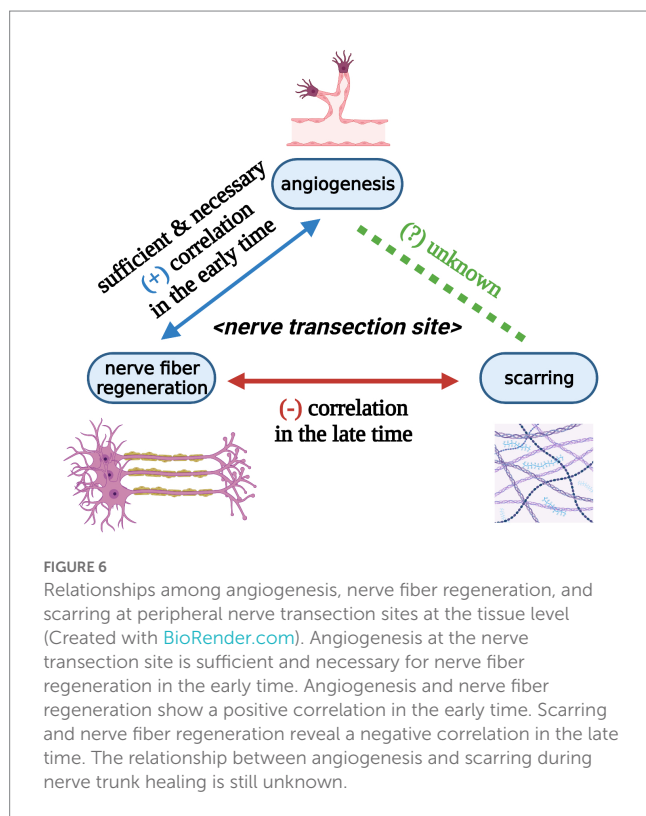 angiogenesis
sufficient & necessary
(+) correlation
in the early time
(?) unknown
<nerve transection site>
nerve fiber
regeneration
scarring
(-) correlation
in the late time
FIGURE 6
Relationships among angiogenesis, nerve fiber regeneration, and
scarring at peripheral nerve transection sites at the tissue level
(Created with BioRender.com). Angiogenesis at the nerve
transection site is sufficient and necessary for nerve fiber
regeneration in the early time. Angiogenesis and nerve fiber
regeneration show a positive correlation in the early time. Scarring
and nerve fiber regeneration reveal a negative correlation in the late
time. The relationship between angiogenesis and scarring during
nerve trunk healing is still unknown.